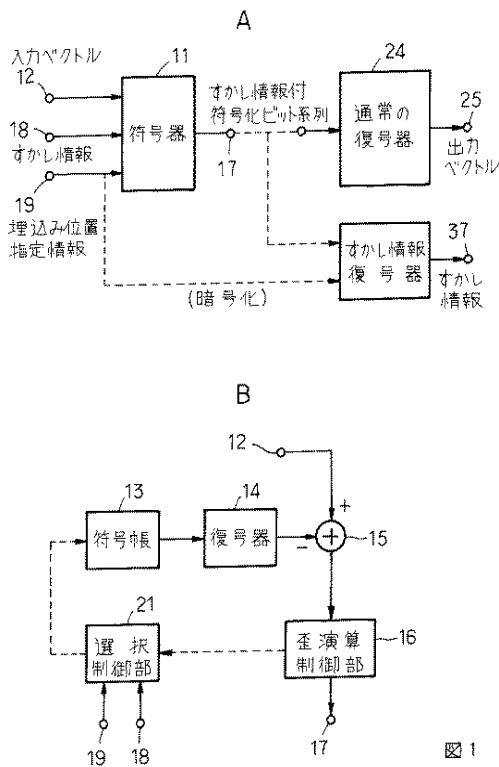 A
入力ベクトル
12
11
すかし情報付
符号化ビット系列
24
18
すかし情報
符号器
17
通常の
復号器
25
出力
ベクトル
19
埋込み位置
指定情報
すかし情報
復号器
37
すかし
情報
(暗号化)
B
12
13
14
符号帳
復号器
+
−
+
15
21
選択
制御部
歪演算
制御部
16
19
18
17
図1